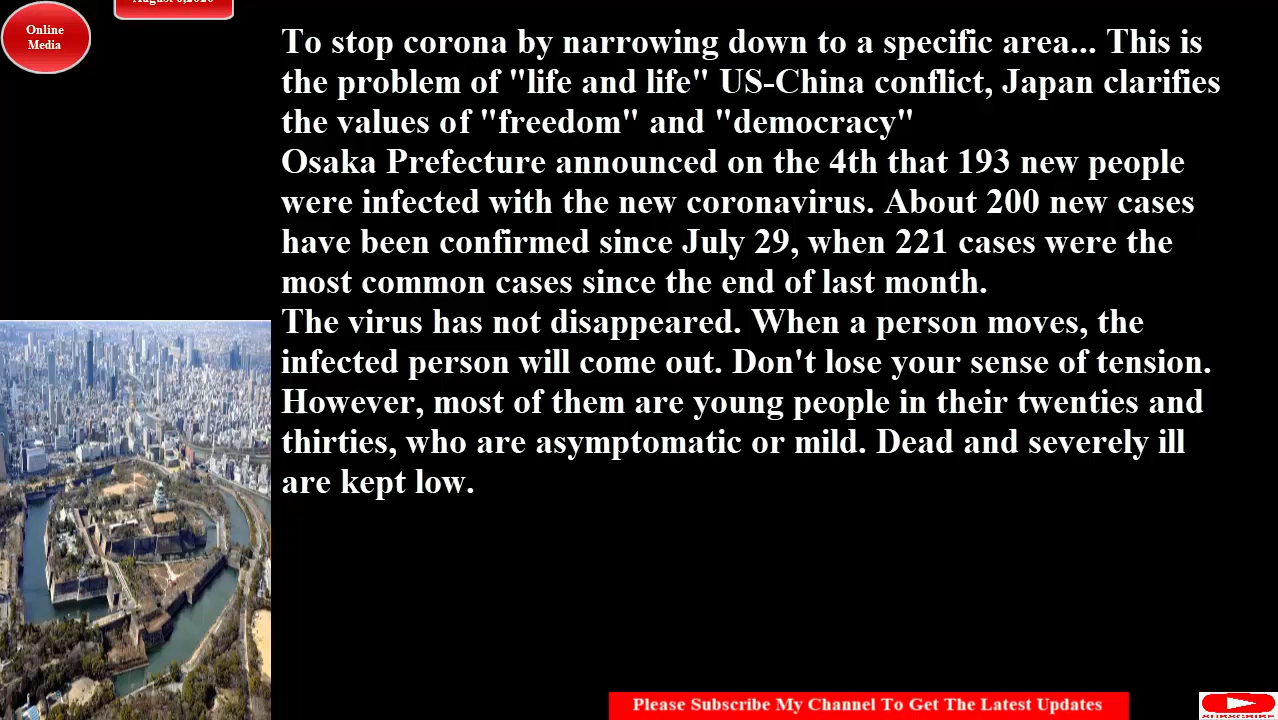 August 6,2020
Online
Media
To stop corona by narrowing down to a specific area... This is
the problem of "life and life" US-China conflict, Japan clarifies
the values of "freedom" and "democracy"
Osaka Prefecture announced on the 4th that 193 new people
were infected with the new coronavirus. About 200 new cases
have been confirmed since July 29, when 221 cases were the
most common cases since the end of last month.
The virus has not disappeared. When a person moves, the
infected person will come out. Don't lose your sense of tension.
However, most of them are young people in their twenties and
thirties, who are asymptomatic or mild. Dead and severely ill
are kept low.
Please Subscribe My Channel To Get The Latest Updates
SUBSCRIBE